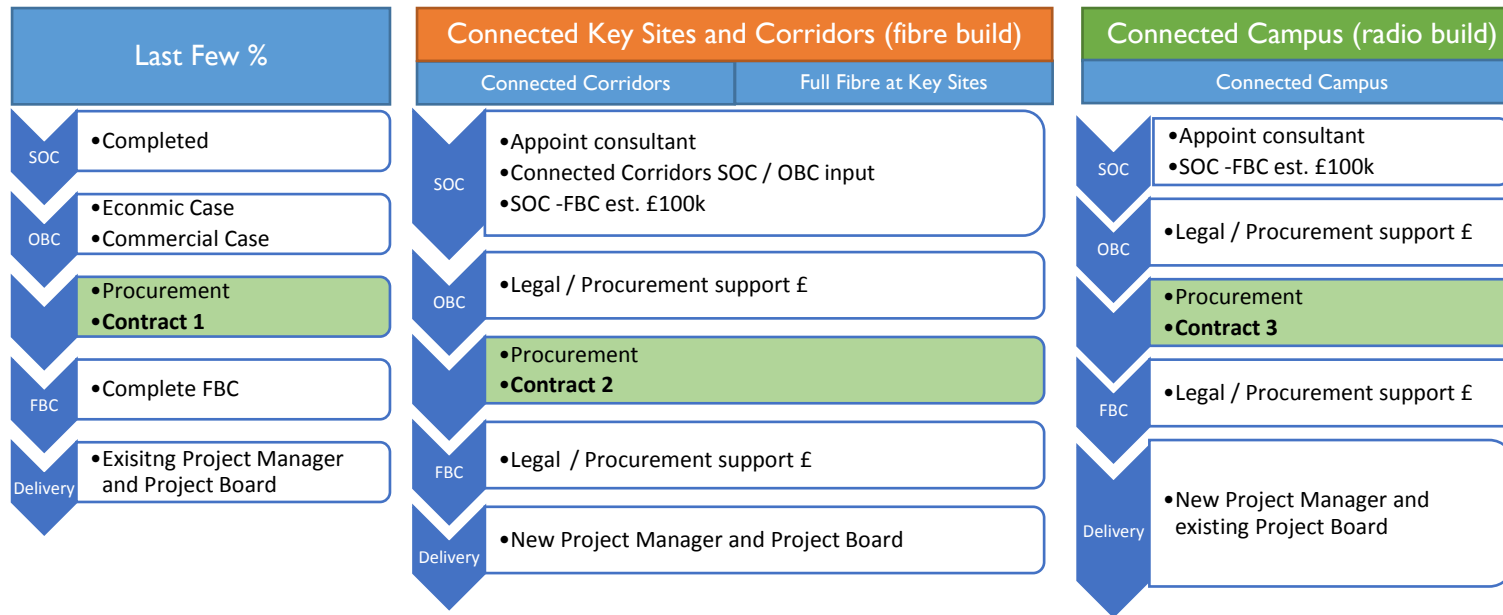 Last Few %
SOC
•Completed
OBC
•Econmic Case
•Commercial Case
•Procurement
•Contract 1
FBC
•Complete FBC
Delivery
•Exisitng Project Manager
and Project Board
Connected Key Sites and Corridors (fibre build)
Connected Corridors
Full Fibre at Key Sites
SOC
•Appoint consultant
•Connected Corridors SOC / OBC input
•SOC -FBC est. £100k
OBC
•Legal / Procurement support £
•Procurement
•Contract 2
FBC
•Legal / Procurement support £
Delivery
•New Project Manager and Project Board
Connected Campus (radio build)
Connected Campus
SOC
•Appoint consultant
•SOC -FBC est. £100k
OBC
•Legal / Procurement support £
•Procurement
•Contract 3
FBC
•Legal / Procurement support £
Delivery
•New Project Manager and
existing Project Board